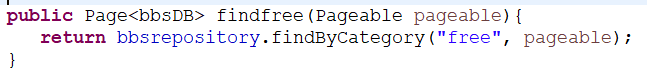 public Page<bbsDB> findfree(Pageable pageable){
return bbsrepository.findByCategory("free", pageable);
}